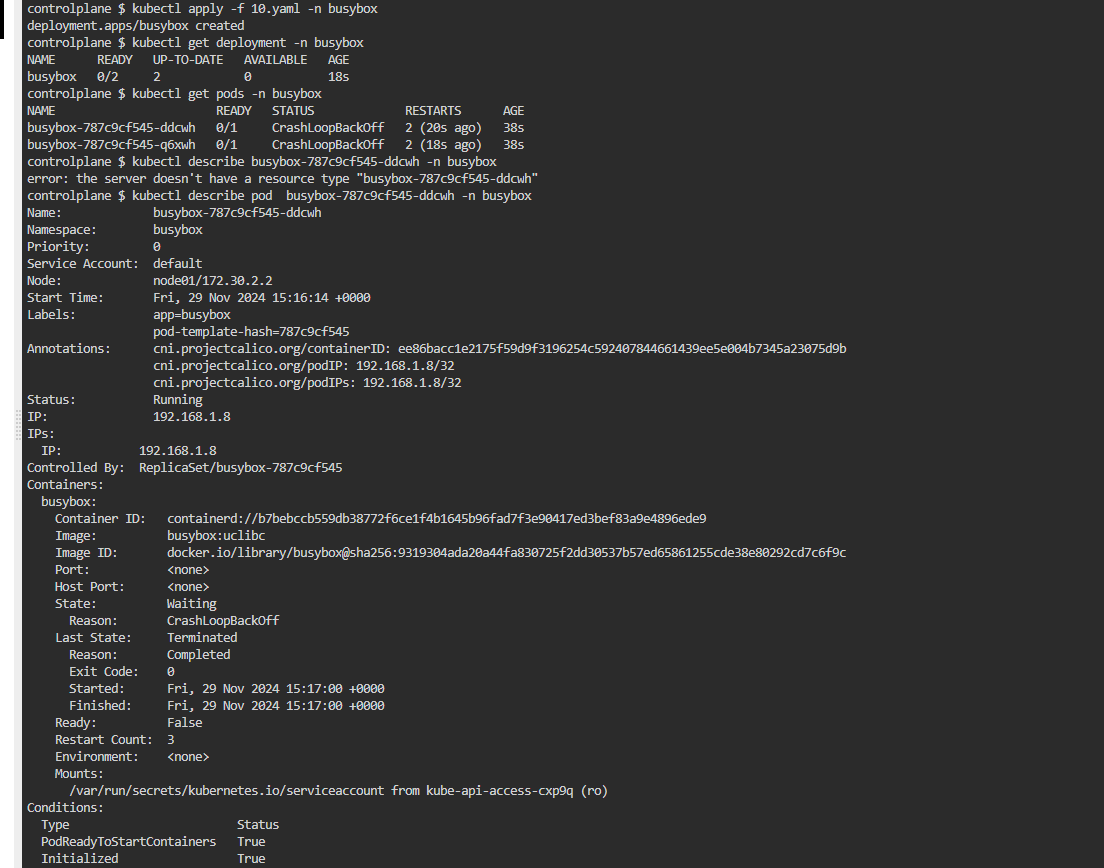 controlplane $ kubectl apply -f 10.yaml -n busybox
deployment.apps/busybox created
controlplane $ kubectl get deployment -n busybox
NAME      READY   UP-TO-DATE   AVAILABLE   AGE
busybox   0/2     2            0           18s
controlplane $ kubectl get pods -n busybox
NAME                       READY   STATUS             RESTARTS      AGE
busybox-787c9cf545-ddcwh   0/1     CrashLoopBackOff   2 (20s ago)   38s
busybox-787c9cf545-q6xwh   0/1     CrashLoopBackOff   2 (18s ago)   38s
controlplane $ kubectl describe busybox-787c9cf545-ddcwh -n busybox
error: the server doesn't have a resource type "busybox-787c9cf545-ddcwh"
controlplane $ kubectl describe pod  busybox-787c9cf545-ddcwh -n busybox
Name:             busybox-787c9cf545-ddcwh
Namespace:        busybox
Priority:         0
Service Account:  default
Node:             node01/172.30.2.2
Start Time:       Fri, 29 Nov 2024 15:16:14 +0000
Labels:           app=busybox
                  pod-template-hash=787c9cf545
Annotations:      cni.projectcalico.org/containerID: ee86bacc1e2175f59d9f3196254c592407844661439ee5e004b7345a23075d9b
                  cni.projectcalico.org/podIP: 192.168.1.8/32
                  cni.projectcalico.org/podIPs: 192.168.1.8/32
Status:           Running
IP:               192.168.1.8
IPs:
  IP:           192.168.1.8
Controlled By:  ReplicaSet/busybox-787c9cf545
Containers:
  busybox:
    Container ID:   containerd://b7bebccb559db38772f6ce1f4b1645b96fad7f3e90417ed3bef83a9e4896ede9
    Image:          busybox:uclibc
    Image ID:       docker.io/library/busybox@sha256:9319304ada20a44fa830725f2dd30537b57ed65861255cde38e80292cd7c6f9c
    Port:           <none>
    Host Port:      <none>
    State:          Waiting
      Reason:       CrashLoopBackOff
    Last State:     Terminated
      Reason:       Completed
      Exit Code:    0
      Started:      Fri, 29 Nov 2024 15:17:00 +0000
      Finished:     Fri, 29 Nov 2024 15:17:00 +0000
    Ready:          False
    Restart Count:  3
    Environment:    <none>
    Mounts:
      /var/run/secrets/kubernetes.io/serviceaccount from kube-api-access-cxp9q (ro)
Conditions:
  Type                        Status
  PodReadyToStartContainers   True
  Initialized                 True